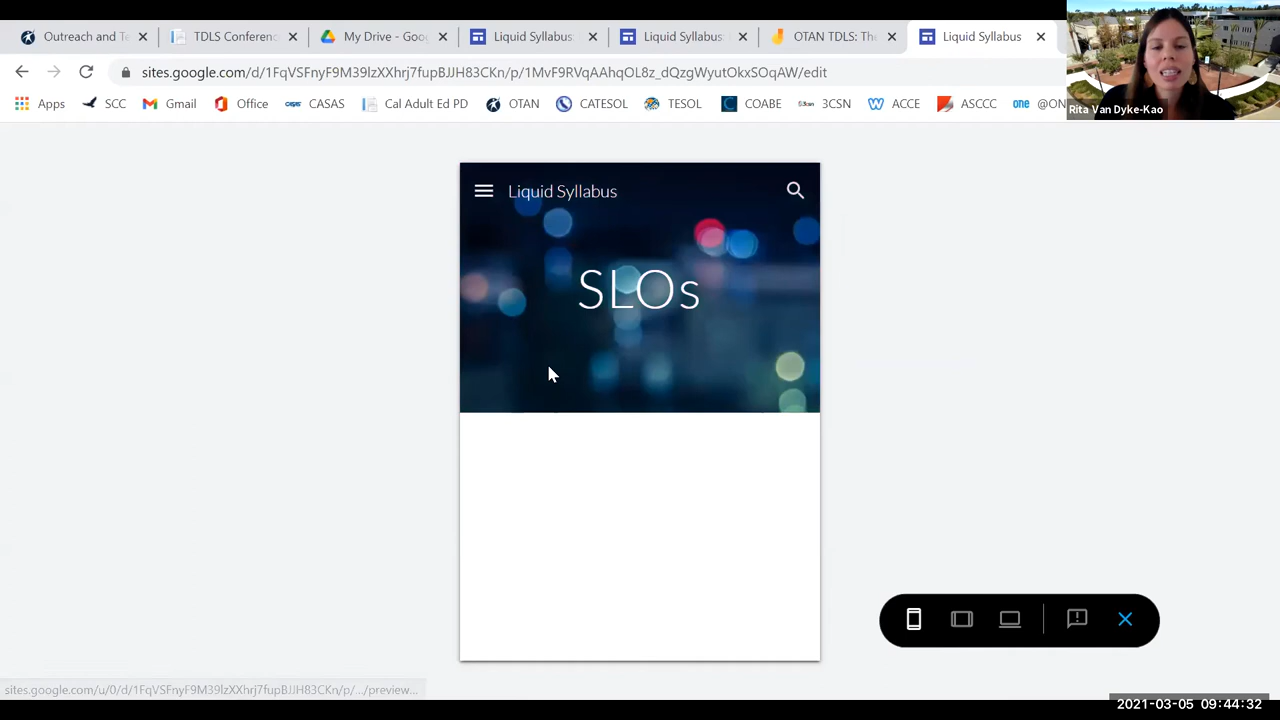 Outreach and Te
TDLS Conferenc
My Drive - Goog
Liquid Syllabus
Liquid Syllabus:
OTAN TDLS: The
Liquid Syllabus
sites.google.com/d/1FqVSFnyF9M39lzXXhrj7fupBJJH83CKn/p/1MvF9RVqAAhqOL8z_dQzgWyutOkxSOqAW/edit
Apps SCC Gmail Office CASAS Cal Adult Ed PD OTAN CATESOL TESOL COABE 3CSN ACCE ASCCC @ON
Rita Van Dyke-Kao
Liquid Syllabus
SLOs
sites.google.com/u/0/d/1FqVSFnyF9M39lzXXhrj7fupBJJH83CKn/p/.../preview...
2021-03-05 09:44:32